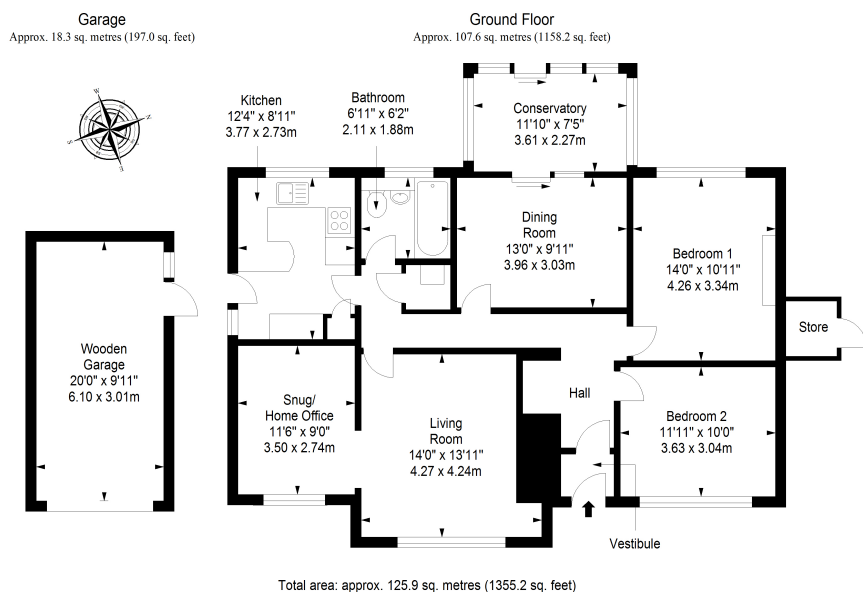 Garage
Approx. 18.3 sq. metres (197.0 sq. feet)
Ground Floor
Approx. 107.6 sq. metres (1158.2 sq. feet)
W
N
S
E
Kitchen
12'4" x 8'11"
3.77 x 2.73m
Bathroom
6'11" x 6'2"
2.11 x 1.88m
Conservatory
11'10" x 7'5"
3.61 x 2.27m
Dining
Room
13'0" x 9'11"
3.96 x 3.03m
Bedroom 1
14'0" x 10'11"
4.26 x 3.34m
Store
Wooden
Garage
20'0" x 9'11"
6.10 x 3.01m
Snug/
Home Office
11'6" x 9'0"
3.50 x 2.74m
Living
Room
14'0" x 13'11"
4.27 x 4.24m
Hall
Bedroom 2
11'11" x 10'0"
3.63 x 3.04m
Vestibule
Total area: approx. 125.9 sq. metres (1355.2 sq. feet)